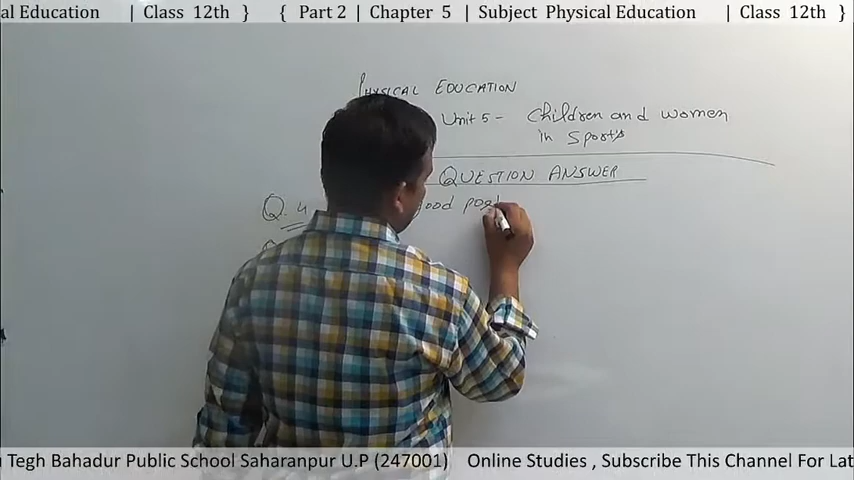 al Education | Class 12th } { Part 2 | Chapter 5 | Subject Physical Education | Class 12th }
PHYSICAL EDUCATION
Unit 5 - Children and women
in Sports
QUESTION ANSWER
Q. 4 Good
Tegh Bahadur Public School Saharanpur U.P (247001) Online Studies , Subscribe This Channel For Lat